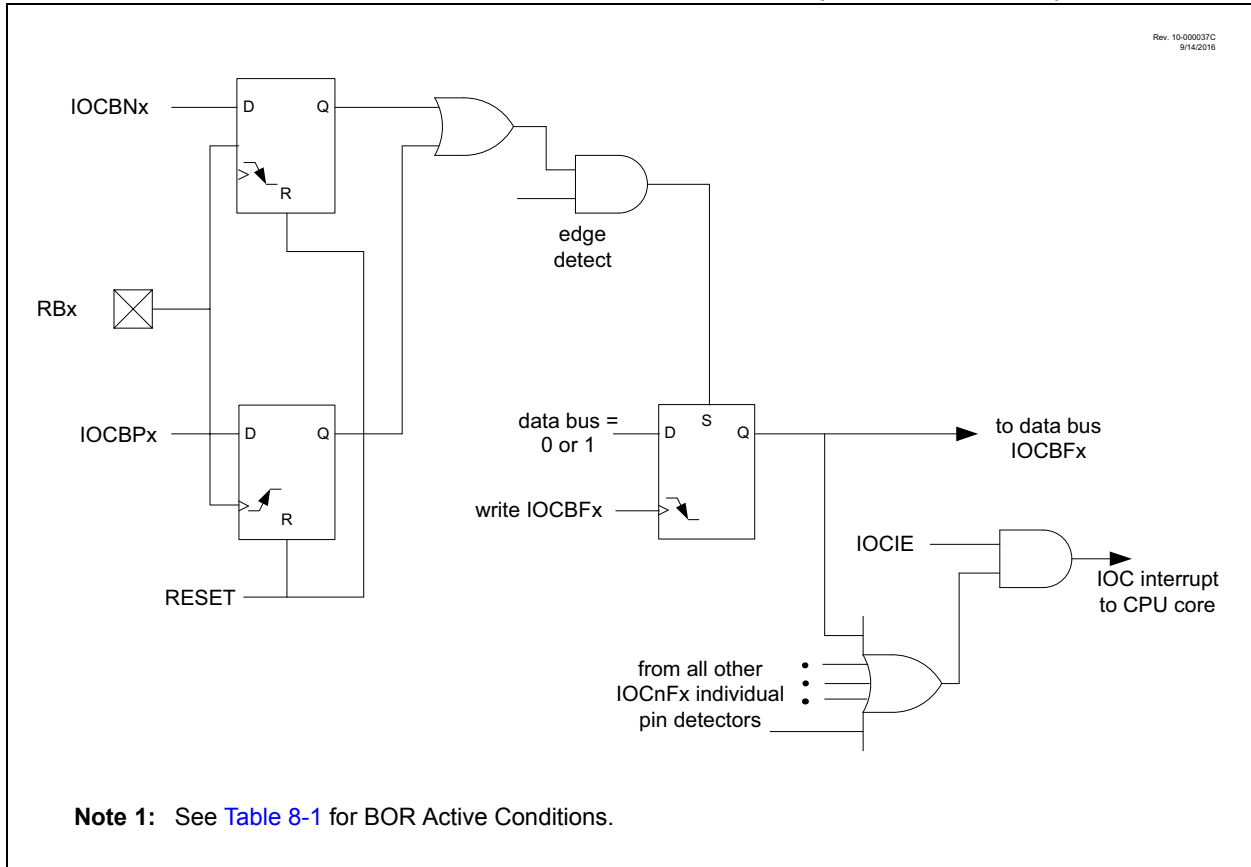 Rev. 10-000037C
9/14/2016
IOCBNx
D
Q
R
edge
detect
RBx
IOCBPx
D
Q
R
RESET
data bus =
0 or 1
D
S
Q
write IOCBFx
to data bus
IOCBFx
IOCIE
IOC interrupt
to CPU core
from all other
IOCnFx individual
pin detectors
Note 1: See Table 8-1 for BOR Active Conditions.